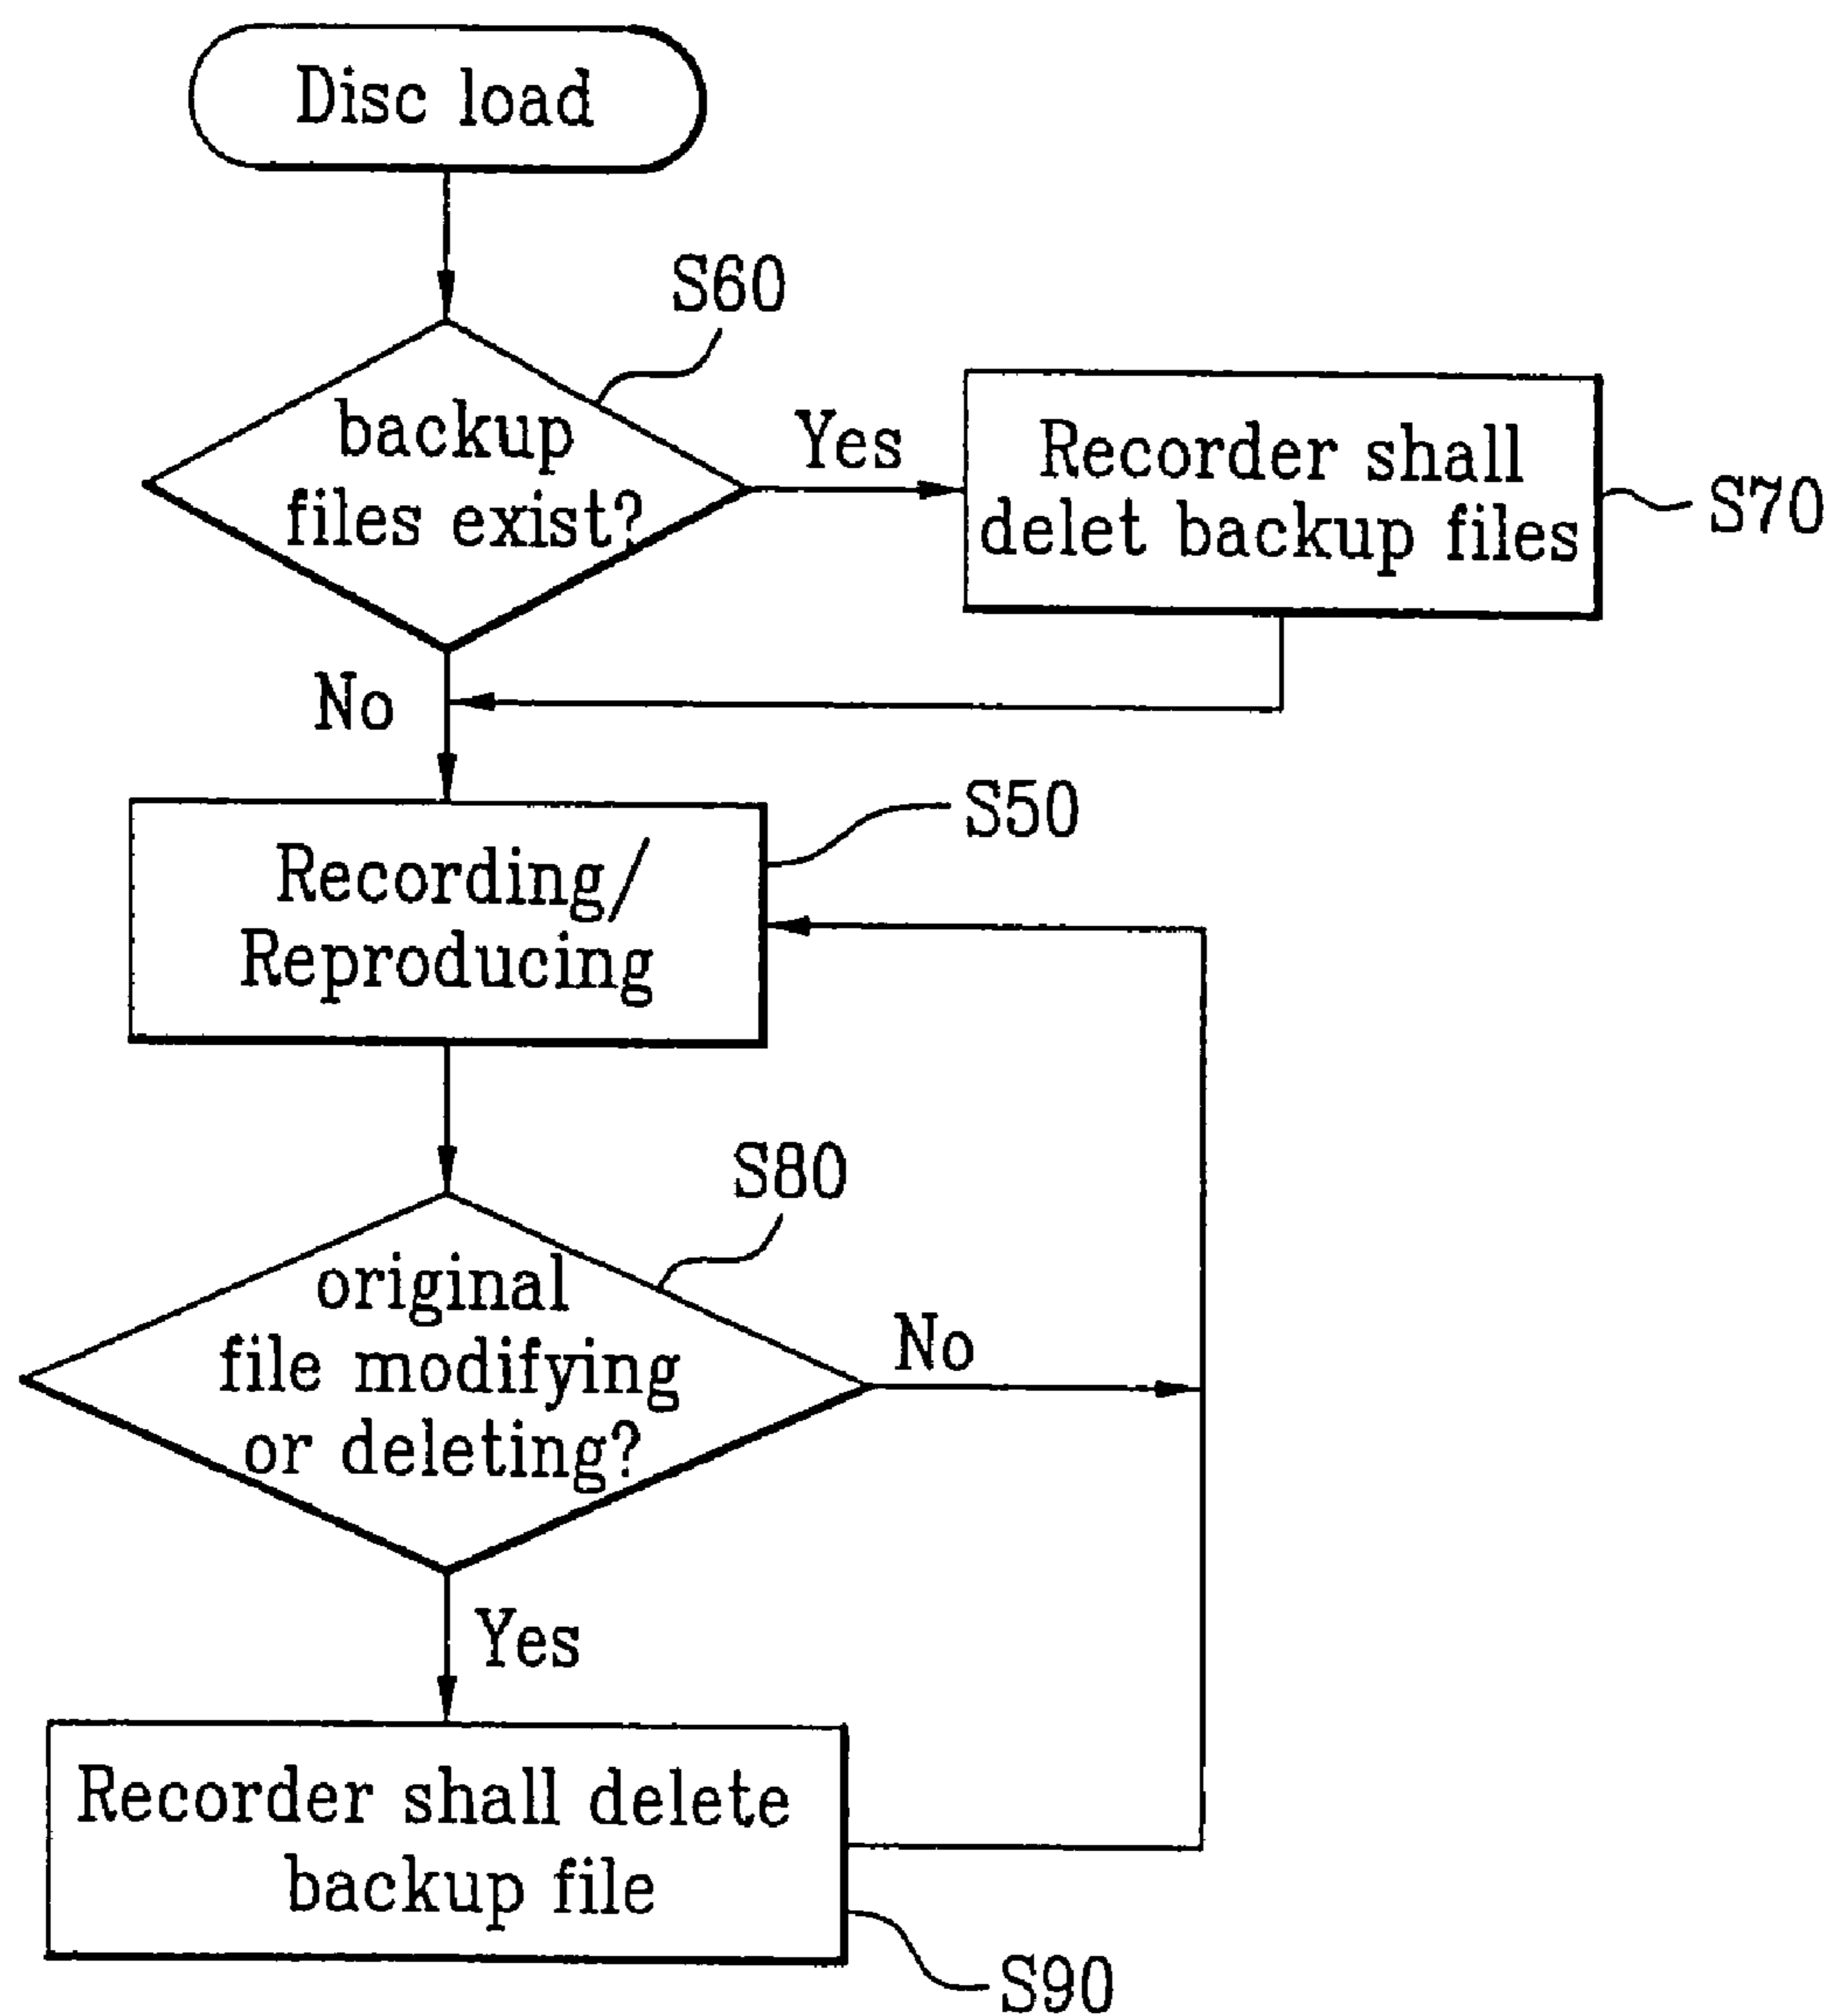 Disc load
S60
backup
files exist?
Yes
Recorder shall
delet backup files
S70
No
S50
Recording/
Reproducing
S80
original
file modifying
or deleting?
No
Yes
Recorder shall delete
backup file
S90